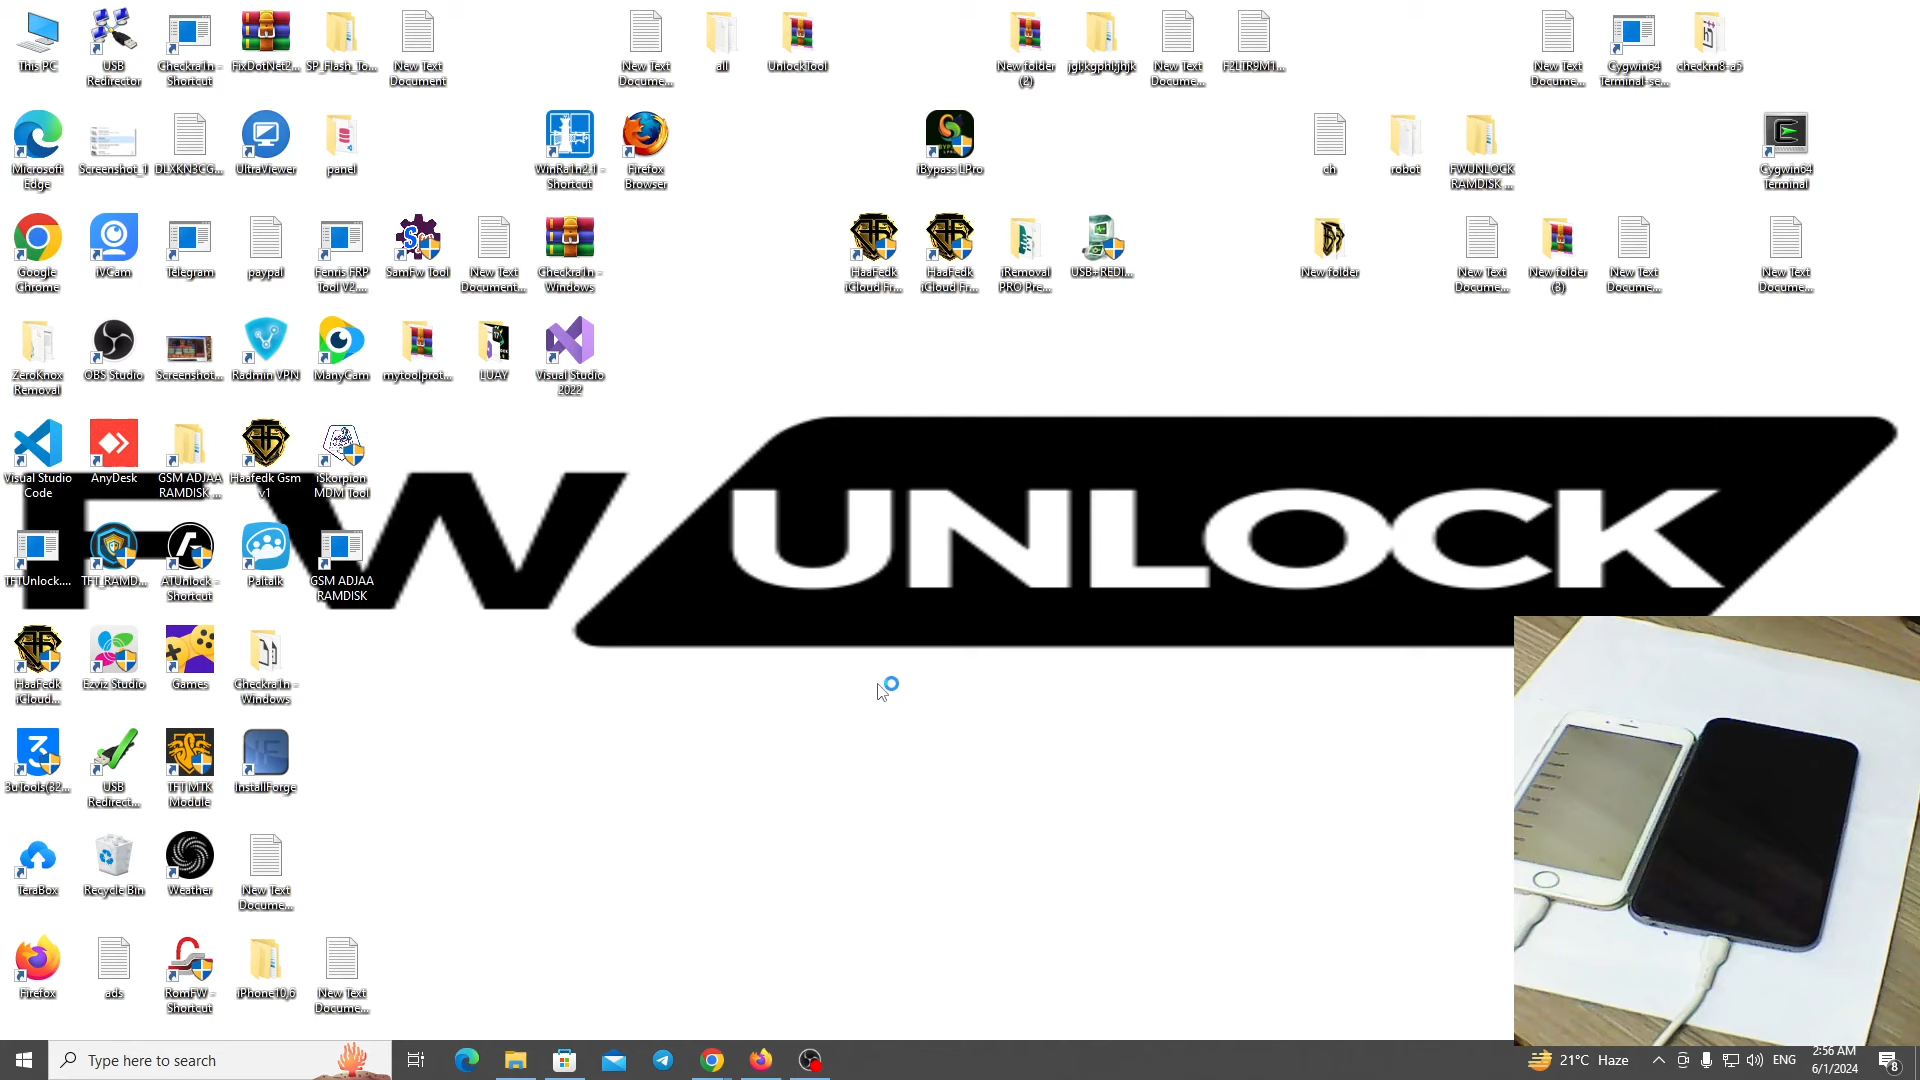 This PC
USB
Redirector
Checkra1n -
Shortcut
FixDotNet2...
SP_Flash_To...
New Text
Document
New Text
Docume...
all
UnlockTool
New folder
(2)
New Text
Docume...
F2LTR9M1...
New Text
Docume...
Cygwin64
Terminal-se...
checkm8-a5
Microsoft
Edge
Screenshot_1
DLXKN3CG...
UltraViewer
panel
WinRa1n2.1 -
Shortcut
Firefox
Browser
iBypass LPro
ch
robot
FWUNLOCK
RAMDISK ...
Cygwin64
Terminal
Google
Chrome
iVCam
Telegram
paypal
Fenris FRP
Tool V2....
SamFw Tool
New Text
Document...
Checkra1n -
Windows
HaaFedk
iCloud Fr...
HaaFedk
iCloud Fr...
iRemoval
PRO Pre...
USB+REDI...
New folder
New Text
Docume...
New folder
(3)
New Text
Docume...
New Text
Docume...
ZeroKnox
Removal
OBS Studio
Screenshot...
Radmin VPN
ManyCam
mytoolprot...
LUAY
Visual Studio
2022
Visual Studio
Code
AnyDesk
GSM ADJAA
RAMDISK ...
Haafedk Gsm
v1
iSkorpion
MDM Tool
FW UNLOCK
TFTUnlock....
TFT_RAMD...
ATUnlock -
Shortcut
Paltalk
GSM ADJAA
RAMDISK
HaaFedk
iCloud...
Ezviz Studio
Games
Checkra1n -
Windows
3uTools(32...
USB
Redirect...
TFT MTK
Module
InstallForge
TeraBox
Recycle Bin
Weather
New Text
Docume...
Firefox
ads
RomFW -
Shortcut
iPhone10,6
New Text
Docume...
Type here to search
21°C Haze
ENG
2:56 AM
6/1/2024
8